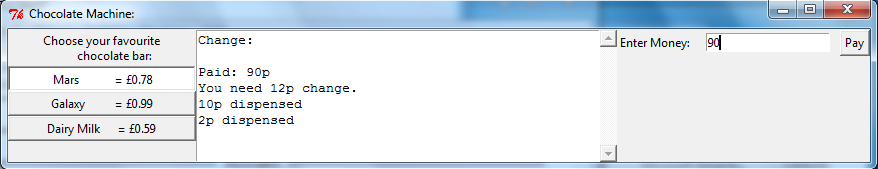 Chocolate Machine:
Choose your favourite
chocolate bar:
Mars = £0.78
Galaxy = £0.99
Dairy Milk = £0.59
Change:
Paid: 90p
You need 12p change.
10p dispensed
2p dispensed
Enter Money: 90 Pay